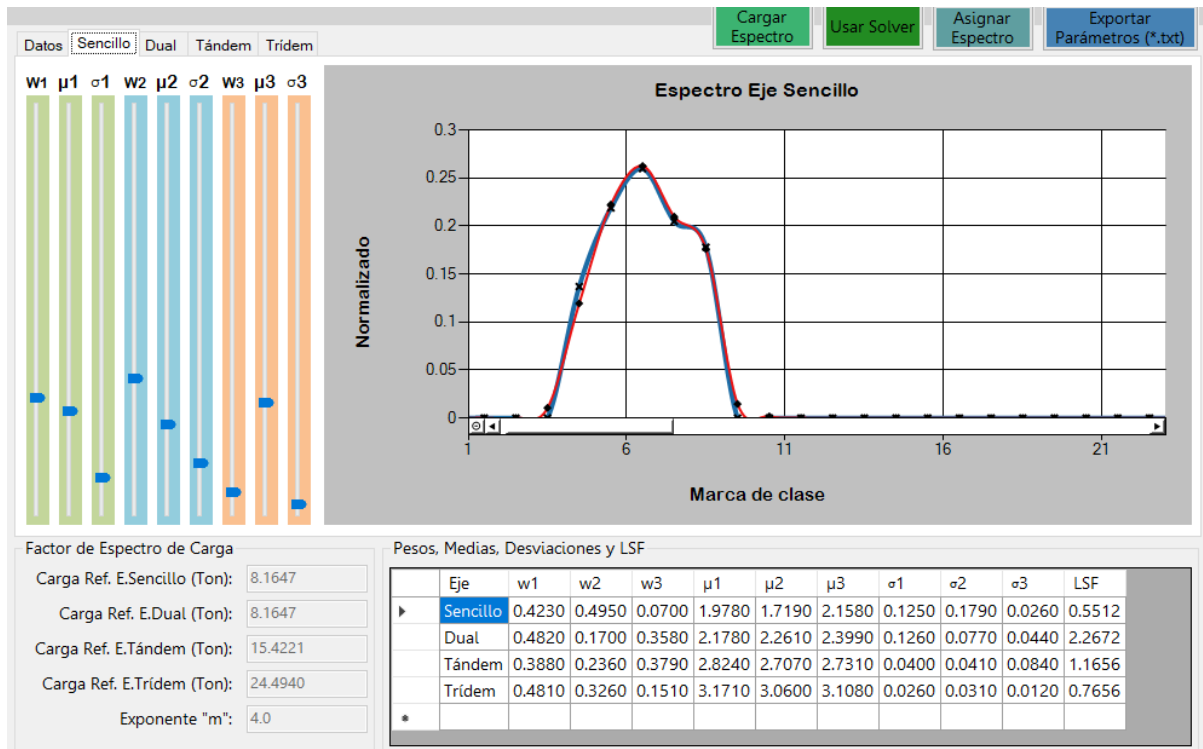 Cargar Espectro
Usar Solver
Asignar Espectro
Exportar Parámetros (*.txt)
Datos Sencillo Dual Tándem Trídem
w1 μ1 σ1 w2 μ2 σ2 w3 μ3 σ3
Espectro Eje Sencillo
Normalizado
0.3
0.25
0.2
0.15
0.1
0.05
0
1 6 11 16 21
Marca de clase
Factor de Espectro de Carga
Carga Ref. E.Sencillo (Ton): 8.1647
Carga Ref. E.Dual (Ton): 8.1647
Carga Ref. E.Tándem (Ton): 15.4221
Carga Ref. E.Trídem (Ton): 24.4940
Exponente "m": 4.0
Pesos, Medias, Desviaciones y LSF
Eje w1 w2 w3 μ1 μ2 μ3 σ1 σ2 σ3 LSF
Sencillo 0.4230 0.4950 0.0700 1.9780 1.7190 2.1580 0.1250 0.1790 0.0260 0.5512
Dual 0.4820 0.1700 0.3580 2.1780 2.2610 2.3990 0.1260 0.0770 0.0440 2.2672
Tándem 0.3880 0.2360 0.3790 2.8240 2.7070 2.7310 0.0400 0.0410 0.0840 1.1656
Trídem 0.4810 0.3260 0.1510 3.1710 3.0600 3.1080 0.0260 0.0310 0.0120 0.7656